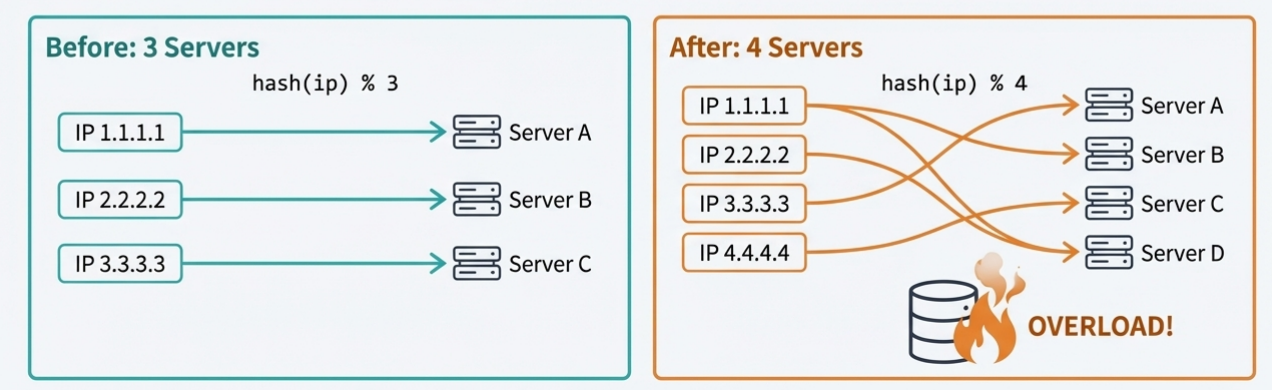 Before: 3 Servers
hash(ip) % 3
IP 1.1.1.1
Server A
IP 2.2.2.2
Server B
IP 3.3.3.3
Server C
After: 4 Servers
hash(ip) % 4
IP 1.1.1.1
Server A
IP 2.2.2.2
Server B
IP 3.3.3.3
Server C
IP 4.4.4.4
Server D
OVERLOAD!